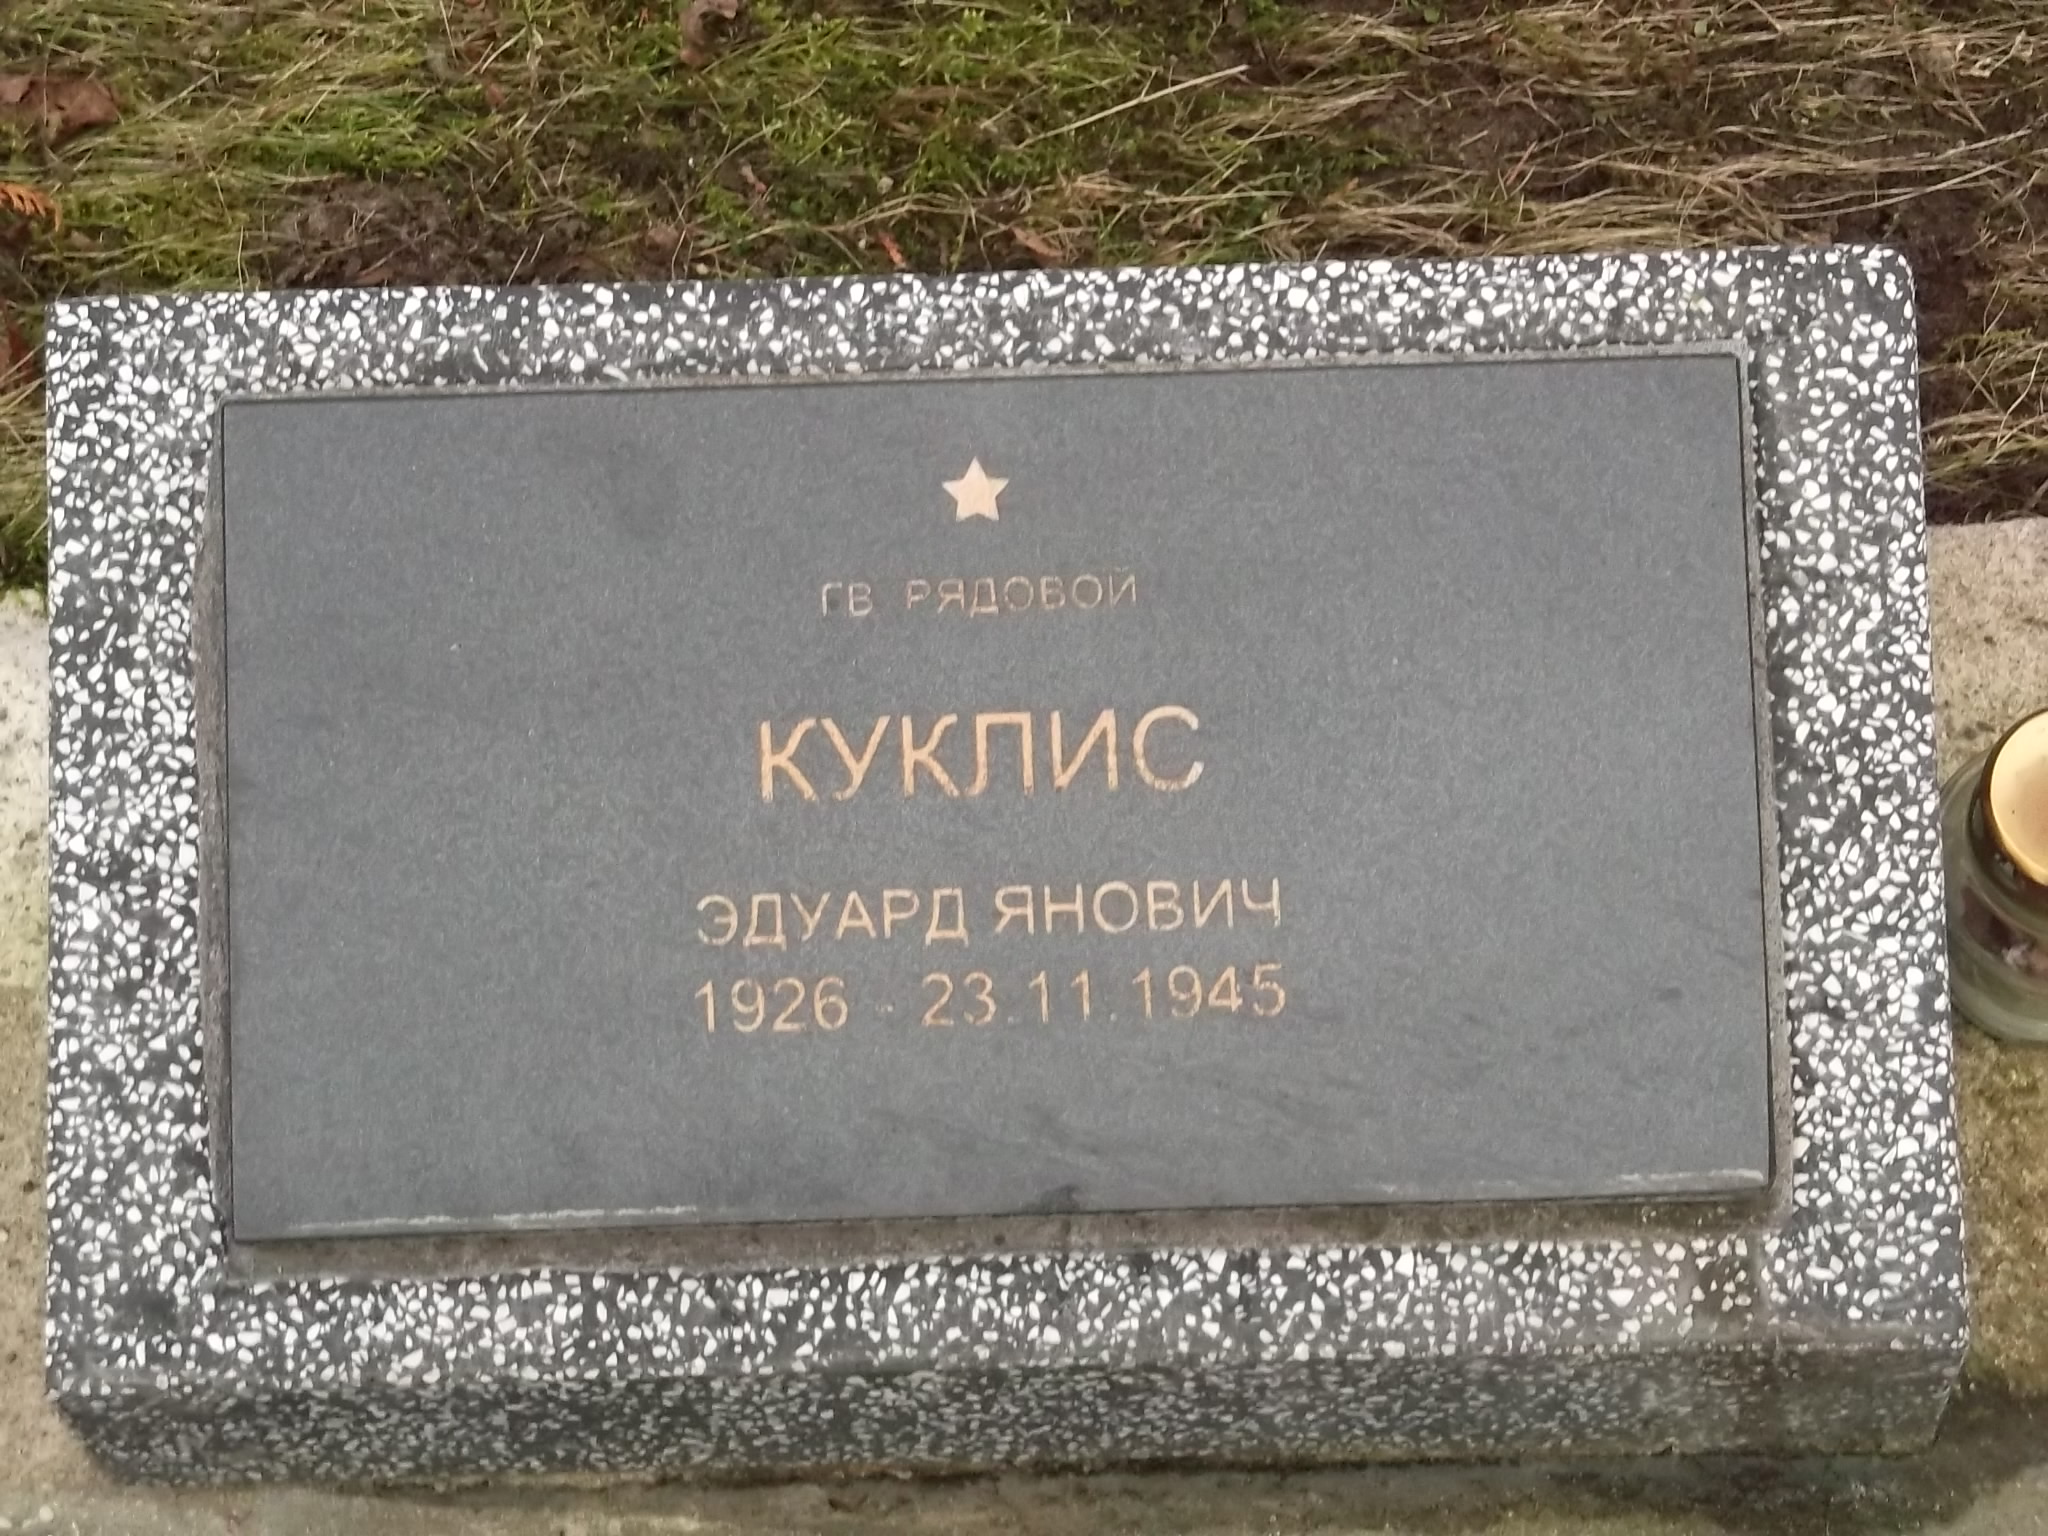 ГВ РЯДОВОЙ
КУКЛИС
ЭДУАРД ЯНОВИЧ
1926 - 23.11.1945